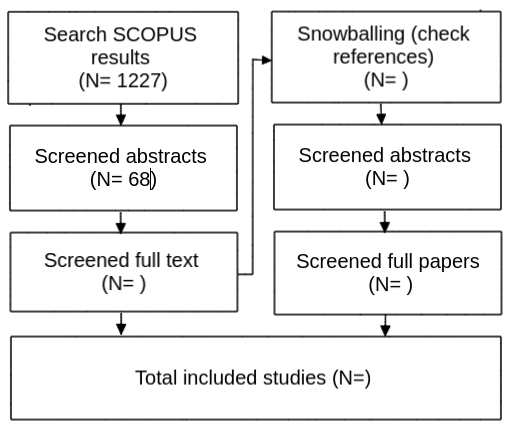 Search SCOPUS
results
(N= 1227)
Screened abstracts
(N= 68)
Screened full text
(N= )
Snowballing (check
references)
(N= )
Screened abstracts
(N= )
Screened full papers
(N= )
Total included studies (N=)